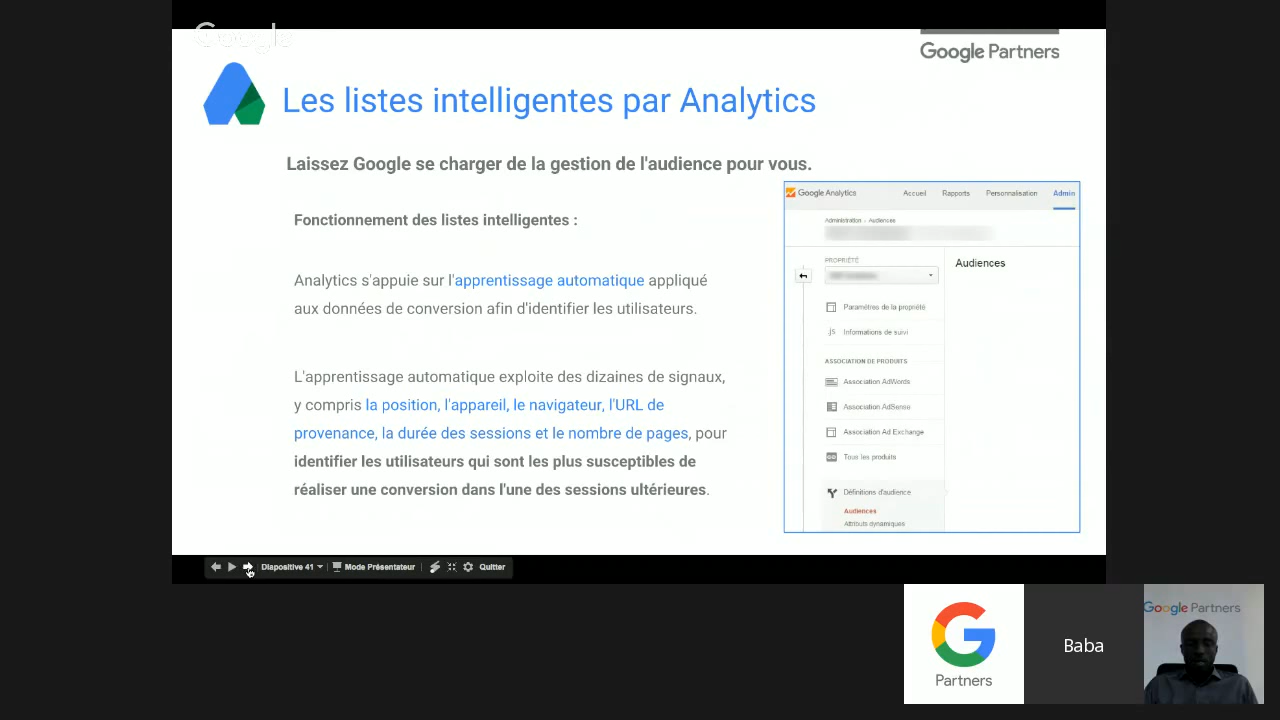 Google
Google Partners
Les listes intelligentes par Analytics
Laissez Google se charger de la gestion de l'audience pour vous.
Fonctionnement des listes intelligentes :
Analytics s'appuie sur l'apprentissage automatique appliqué
aux données de conversion afin d'identifier les utilisateurs.
L'apprentissage automatique exploite des dizaines de signaux,
y compris la position, l'appareil, le navigateur, l'URL de
provenance, la durée des sessions et le nombre de pages, pour
identifier les utilisateurs qui sont les plus susceptibles de
réaliser une conversion dans l'une des sessions ultérieures.
Google Analytics
Accueil Rapports Personnalisation Admin
Administration › Audiences
PROPRIÉTÉ
Audiences
Paramètres de la propriété
.js Informations de suivi
ASSOCIATION DE PRODUITS
Association AdWords
Association AdSense
Association Ad Exchange
Tous les produits
Définitions d'audience
Audiences
Attributs dynamiques
Diapositive 41 Mode Présentateur Quitter
Partners
Baba
Google Partners